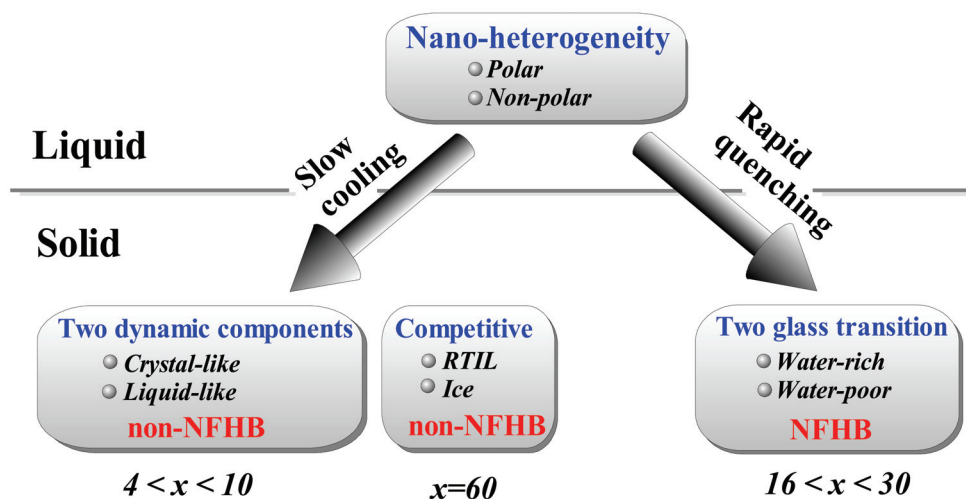 Nano-heterogeneity
Polar
Non-polar
Liquid
Slow
cooling
Rapid
quenching
Solid
Two dynamic components
Crystal-like
Liquid-like
non-NFHB
Competitive
RTIL
Ice
non-NFHB
Two glass transition
Water-rich
Water-poor
NFHB
4 < x < 10
x=60
16 < x < 30